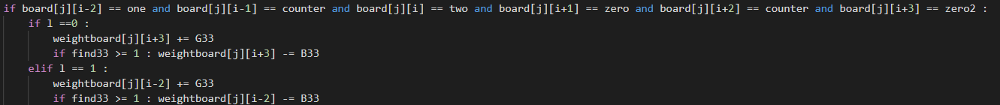 if board[j][i-2] == one and board[j][i-1] == counter and board[j][i] == two and board[j][i+1] == zero and board[j][i+2] == counter and board[j][i+3] == zero2 :
    if l ==0 :
        weightboard[j][i+3] += G33
        if find33 >= 1 : weightboard[j][i+3] -= B33
    elif l == 1 :
        weightboard[j][i-2] += G33
        if find33 >= 1 : weightboard[j][i-2] -= B33